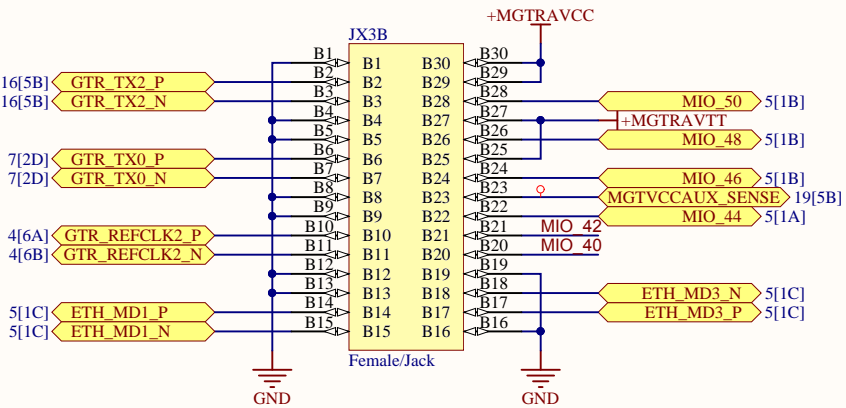 +MGTRAVCC
JX3B
B1 B1 B30 B30
16[5B] GTR_TX2_P B2 B2 B29 B29
16[5B] GTR_TX2_N B3 B3 B28 B28 MIO_50 5[1B]
B4 B4 B27 B27 +MGTRAVTT
B5 B5 B26 B26 MIO_48 5[1B]
7[2D] GTR_TX0_P B6 B6 B25 B25
7[2D] GTR_TX0_N B7 B7 B24 B24 MIO_46 5[1B]
B8 B8 B23 B23 MGTVCCAUX_SENSE 19[5B]
B9 B9 B22 B22 MIO_44 5[1A]
4[6A] GTR_REFCLK2_P B10 B10 B21 B21 MIO_42
4[6B] GTR_REFCLK2_N B11 B11 B20 B20 MIO_40
B12 B12 B19 B19
B13 B13 B18 B18 ETH_MD3_N 5[1C]
5[1C] ETH_MD1_P B14 B14 B17 B17 ETH_MD3_P 5[1C]
5[1C] ETH_MD1_N B15 B15 B16 B16
Female/Jack
GND GND